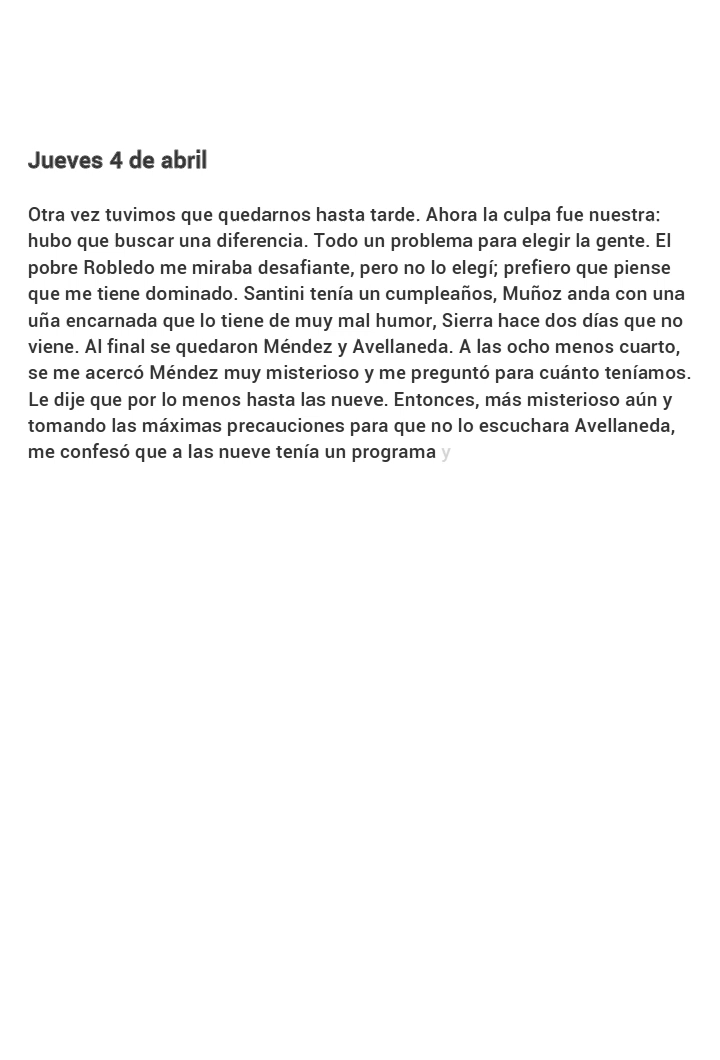 Jueves 4 de abril
Otra vez tuvimos que quedarnos hasta tarde. Ahora la culpa fue nuestra:
hubo que buscar una diferencia. Todo un problema para elegir la gente. El
pobre Robledo me miraba desafiante, pero no lo elegí; prefiero que piense
que me tiene dominado. Santini tenía un cumpleaños, Muñoz anda con una
uña encarnada que lo tiene de muy mal humor, Sierra hace dos días que no
viene. Al final se quedaron Méndez y Avellaneda. A las ocho menos cuarto,
se me acercó Méndez muy misterioso y me preguntó para cuánto teníamos.
Le dije que por lo menos hasta las nueve. Entonces, más misterioso aún y
tomando las máximas precauciones para que no lo escuchara Avellaneda,
me confesó que a las nueve tenía un programa y